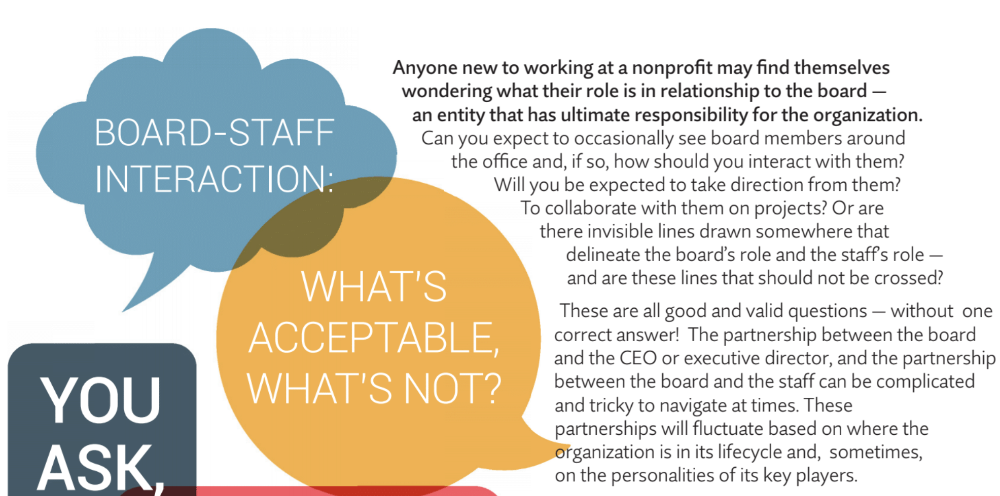 BOARD-STAFF
INTERACTION:
WHAT'S
ACCEPTABLE,
WHAT'S NOT?
YOU
ASK,
Anyone new to working at a nonprofit may find themselves
wondering what their role is in relationship to the board —
an entity that has ultimate responsibility for the organization.
Can you expect to occasionally see board members around
the office and, if so, how should you interact with them?
Will you be expected to take direction from them?
To collaborate with them on projects? Or are
there invisible lines drawn somewhere that
delineate the board’s role and the staff’s role —
and are these lines that should not be crossed?
These are all good and valid questions — without one
correct answer! The partnership between the board
and the CEO or executive director, and the partnership
between the board and the staff can be complicated
and tricky to navigate at times. These
partnerships will fluctuate based on where the
organization is in its lifecycle and, sometimes,
on the personalities of its key players.